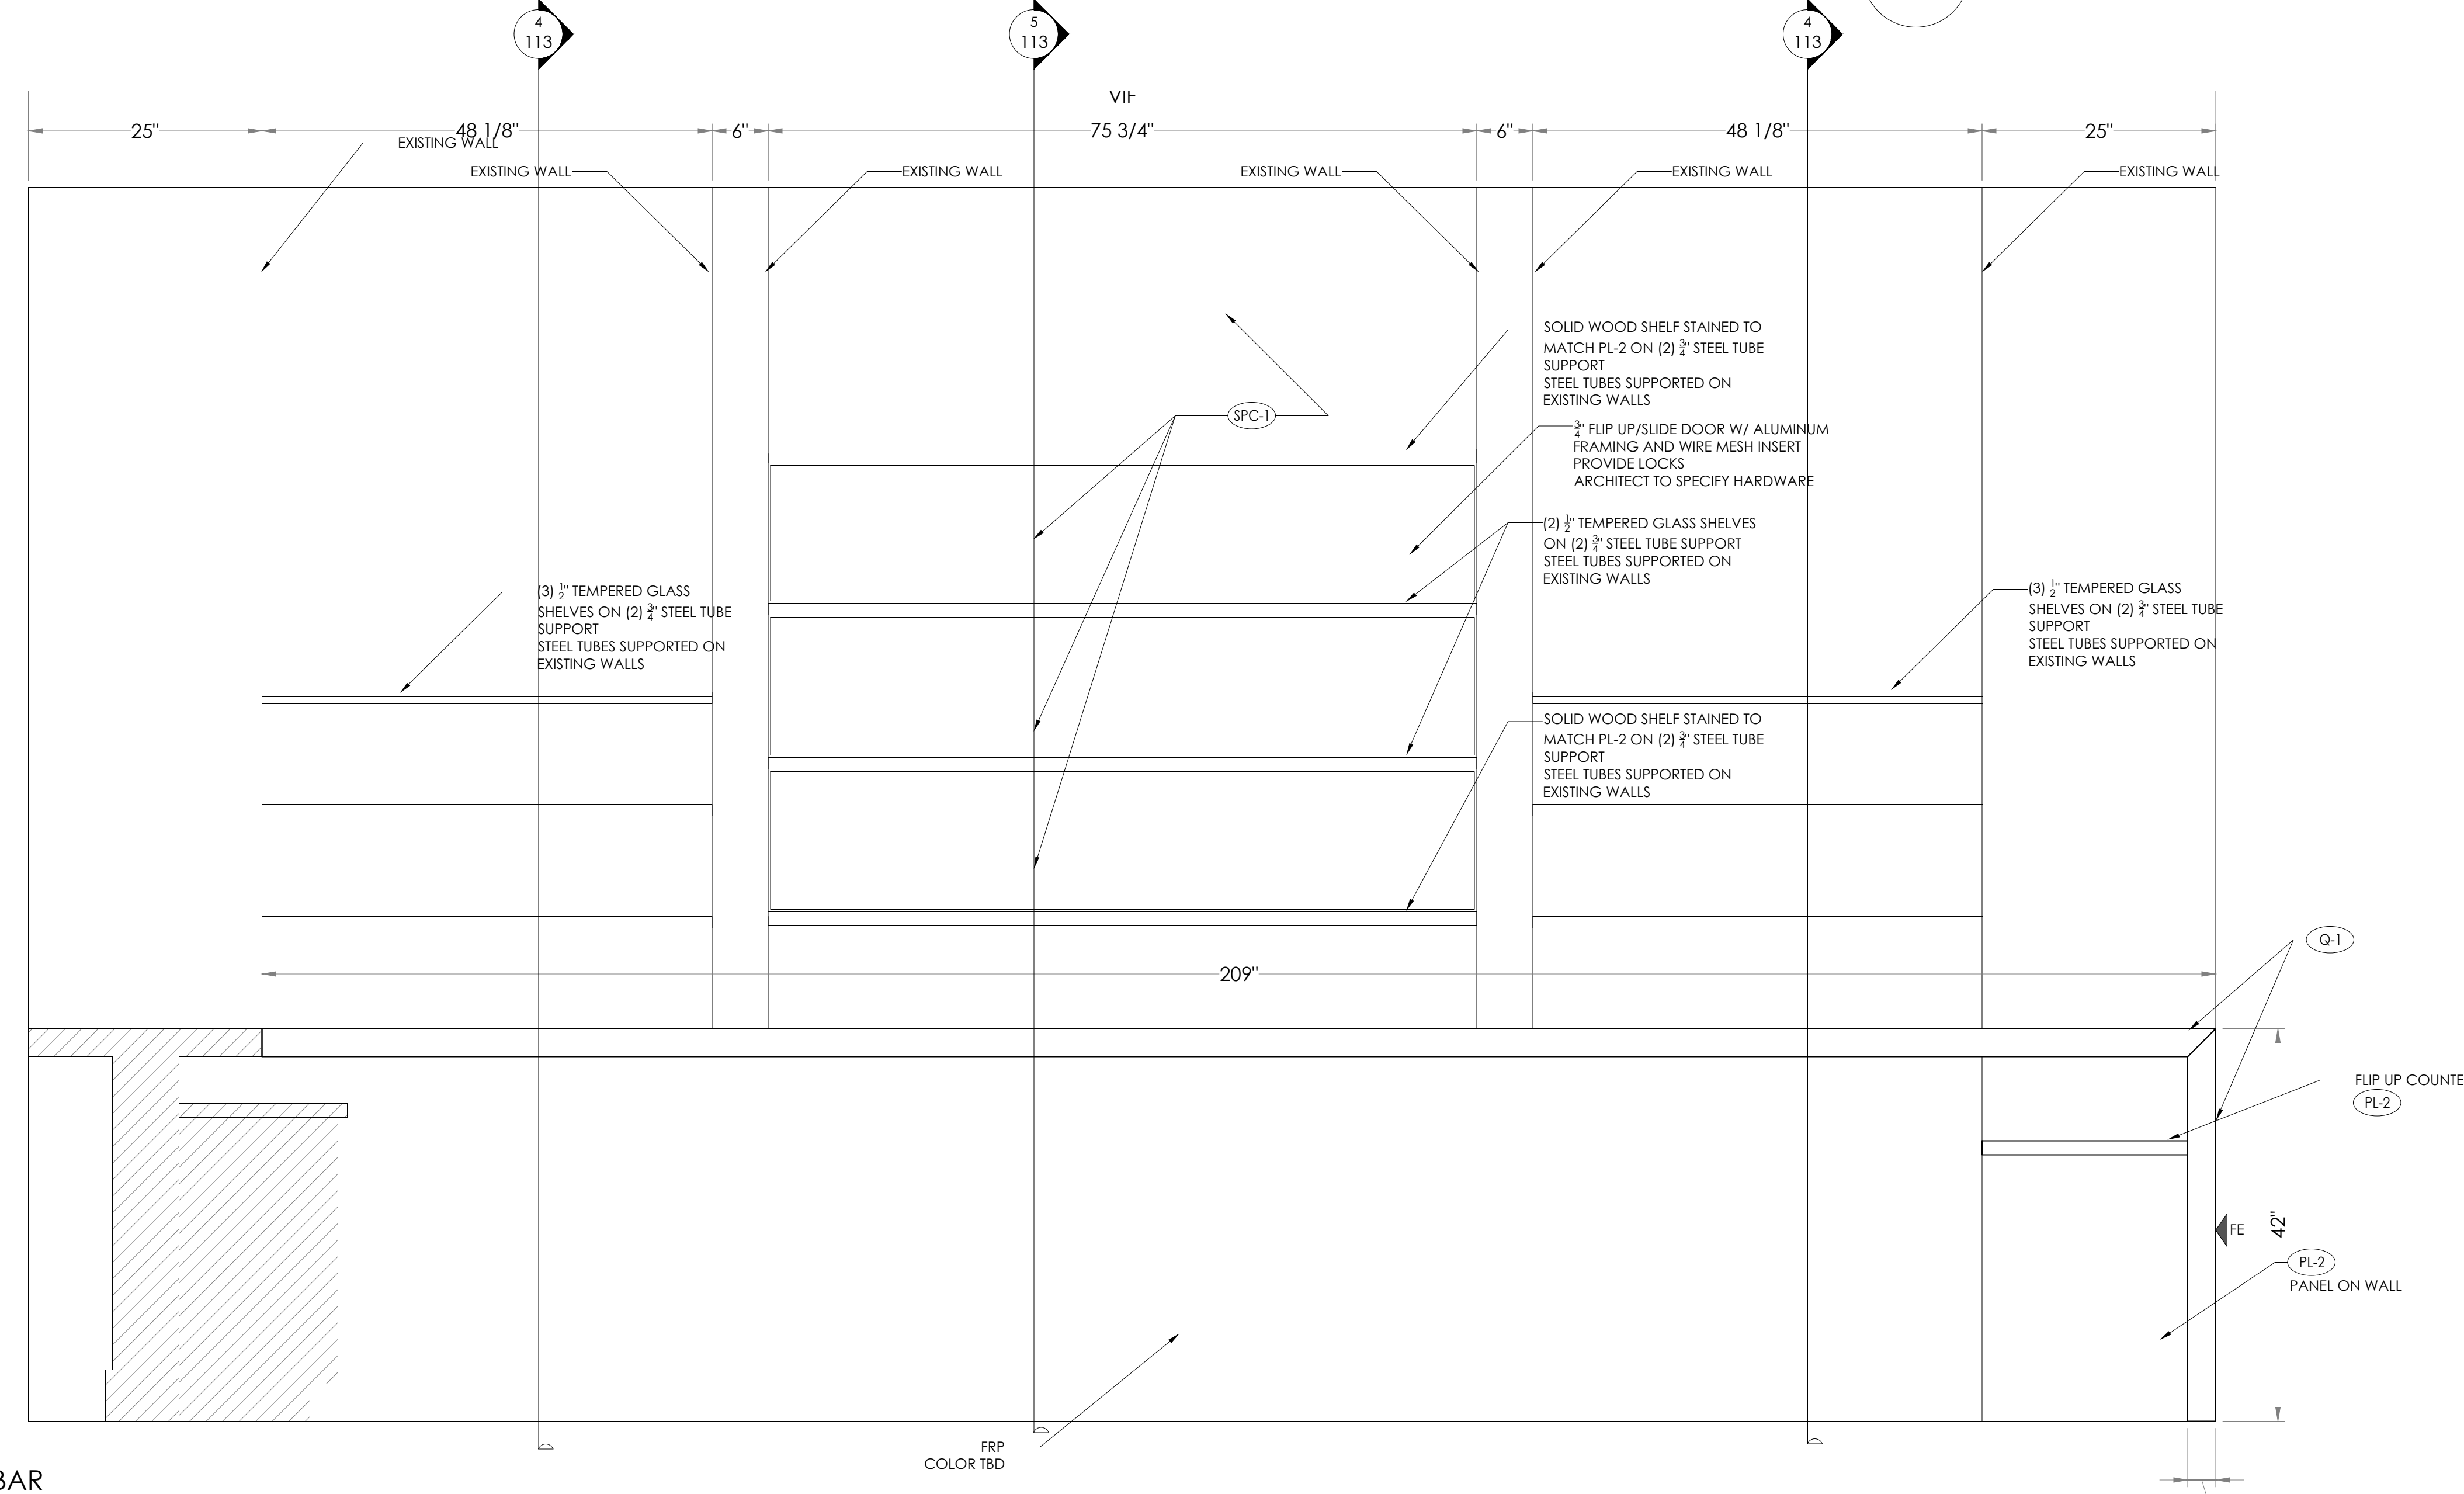 4
113
5
113
4
113
VIF
25"
48 1/8"
6"
75 3/4"
6"
48 1/8"
25"
EXISTING WALL
EXISTING WALL
EXISTING WALL
EXISTING WALL
EXISTING WALL
EXISTING WALL
SOLID WOOD SHELF STAINED TO
MATCH PL-2 ON (2) 3/4" STEEL TUBE
SUPPORT
STEEL TUBES SUPPORTED ON
EXISTING WALLS
SPC-1
3/4" FLIP UP/SLIDE DOOR W/ ALUMINUM
FRAMING AND WIRE MESH INSERT
PROVIDE LOCKS
ARCHITECT TO SPECIFY HARDWARE
(2) 1/2" TEMPERED GLASS SHELVES
ON (2) 3/4" STEEL TUBE SUPPORT
STEEL TUBES SUPPORTED ON
EXISTING WALLS
(3) 1/2" TEMPERED GLASS
SHELVES ON (2) 3/4" STEEL TUBE
SUPPORT
STEEL TUBES SUPPORTED ON
EXISTING WALLS
(3) 1/2" TEMPERED GLASS
SHELVES ON (2) 3/4" STEEL TUBE
SUPPORT
STEEL TUBES SUPPORTED ON
EXISTING WALLS
SOLID WOOD SHELF STAINED TO
MATCH PL-2 ON (2) 3/4" STEEL TUBE
SUPPORT
STEEL TUBES SUPPORTED ON
EXISTING WALLS
Q-1
209"
FLIP UP COUNTE
PL-2
42"
FE
PL-2
PANEL ON WALL
FRP
COLOR TBD
BAR